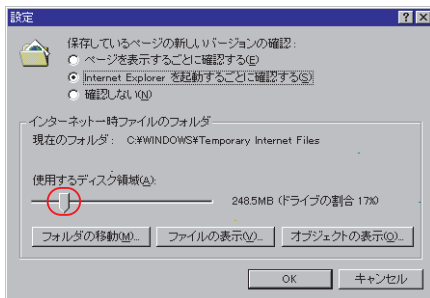 設定
保存しているページの新しいバージョンの確認:
ページを表示するごとに確認する(E)
Internet Explorer を起動するごとに確認する(S)
確認しない(N)
インターネット一時ファイルのフォルダ
現在のフォルダ: C:¥WINDOWS¥Temporary Internet Files
使用するディスク領域(A):
248.5MB (ドライブの割合 17%)
フォルダの移動(M)... ファイルの表示(V)... オブジェクトの表示(O)...
OK キャンセル